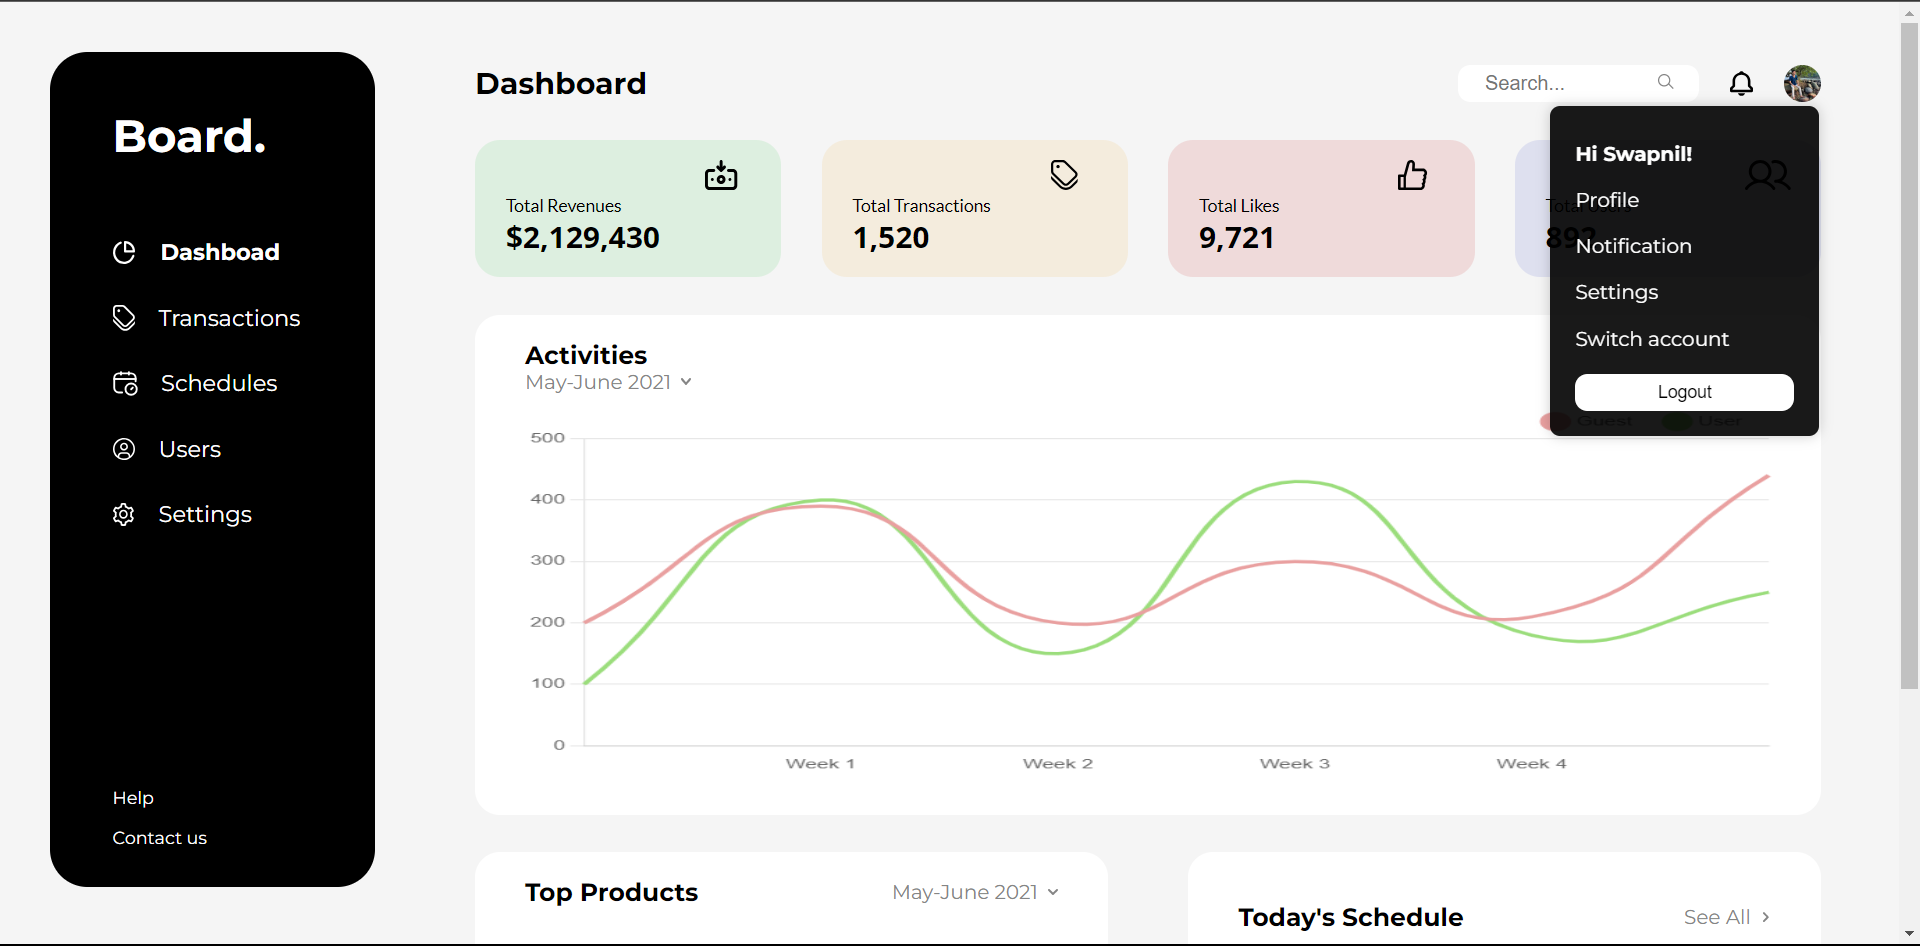 Board.
Dashboad
Transactions
Schedules
Users
Settings
Help
Contact us
Dashboard
Search...
Total Revenues
$2,129,430
Total Transactions
1,520
Total Likes
9,721
Total Users
892
Hi Swapnil!
Profile
Notification
Settings
Switch account
Logout
Activities
May-June 2021
Guest
User
500
400
300
200
100
0
Week 1
Week 2
Week 3
Week 4
Top Products
May-June 2021
Today's Schedule
See All